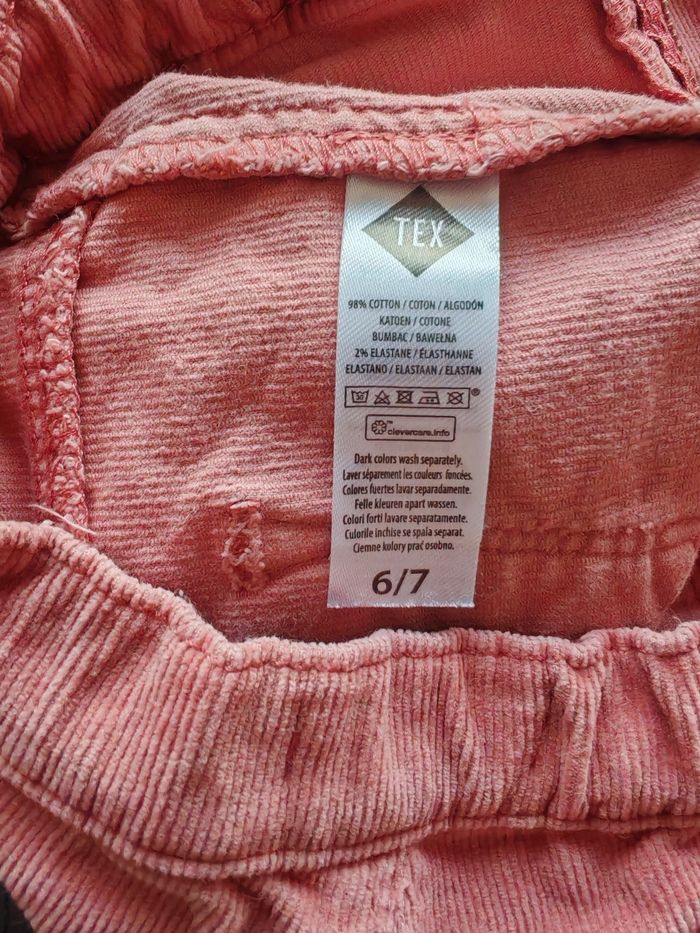 TEX
98% COTTON / COTON / ALGODÓN
KATOEN / COTONE
BUMBAC / BAWEŁNA
2% ELASTANE / ÉLASTHANNE
ELASTANO / ELASTAAN / ELASTAN
®
clevercare.info™
Dark colors wash separately.
Laver séparement les couleurs foncées.
Colores fuertes lavar separadamente.
Felle kleuren apart wassen.
Colori forti lavare separatamente.
Culorile inchise se spala separat.
Ciemne kolory prać osobno.
6/7